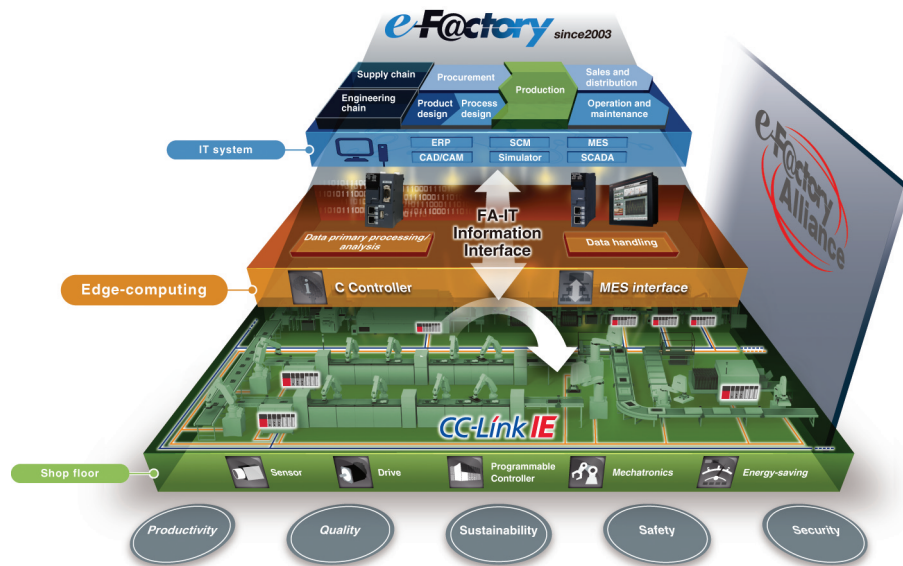 e-F@ctory since2003
Supply chain
Procurement
Production
Sales and
distribution
Engineering
chain
Product
design
Process
design
Operation and
maintenance
IT system
ERP
SCM
MES
CAD/CAM
Simulator
SCADA
FA-IT
Information
Interface
Data primary processing/
analysis
Data handling
e-F@ctory
Alliance
Edge-computing
C Controller
MES interface
CC-Link IE
Shop floor
Sensor
Drive
Programmable
Controller
Mechatronics
Energy-saving
Productivity
Quality
Sustainability
Safety
Security